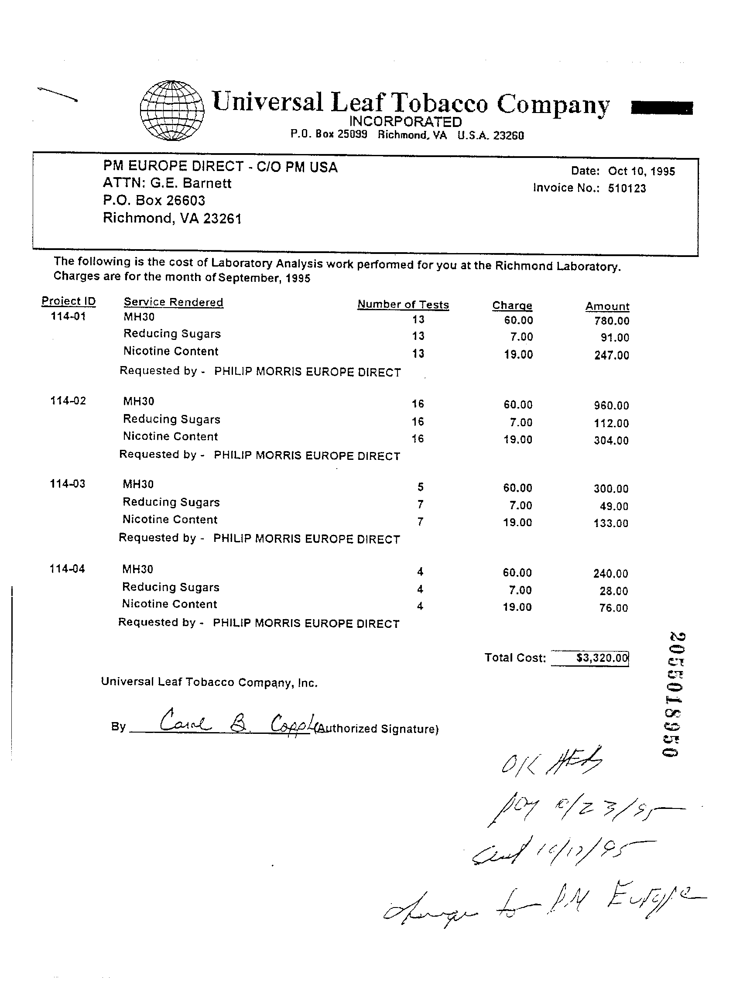 Universal Leaf Tobacco Company
INCORPORATED
P.O. Box 25099 Richmond, VA U.S.A. 23260
PM EUROPE DIRECT - C/O PM USA
ATTN: G.E. Barnett
P.O. Box 26603
Richmond, VA 23261
Date: Oct 10, 1995
Invoice No.: 510123
The following is the cost of Laboratory Analysis work performed for you at the Richmond Laboratory.
Charges are for the month of September, 1995
Project ID Service Rendered Number of Tests Charge Amount
114-01 MH30 13 60.00 780.00
Reducing Sugars 13 7.00 91.00
Nicotine Content 13 19.00 247.00
Requested by - PHILIP MORRIS EUROPE DIRECT
114-02 MH30 16 60.00 960.00
Reducing Sugars 16 7.00 112.00
Nicotine Content 16 19.00 304.00
Requested by - PHILIP MORRIS EUROPE DIRECT
114-03 MH30 5 60.00 300.00
Reducing Sugars 7 7.00 49.00
Nicotine Content 7 19.00 133.00
Requested by - PHILIP MORRIS EUROPE DIRECT
114-04 MH30 4 60.00 240.00
Reducing Sugars 4 7.00 28.00
Nicotine Content 4 19.00 76.00
Requested by - PHILIP MORRIS EUROPE DIRECT
Total Cost: $3,320.00
Universal Leaf Tobacco Company, Inc.
By Carol B. (Authorized Signature)
2055018950
OK
pay /23/95
/95
to PM Europe